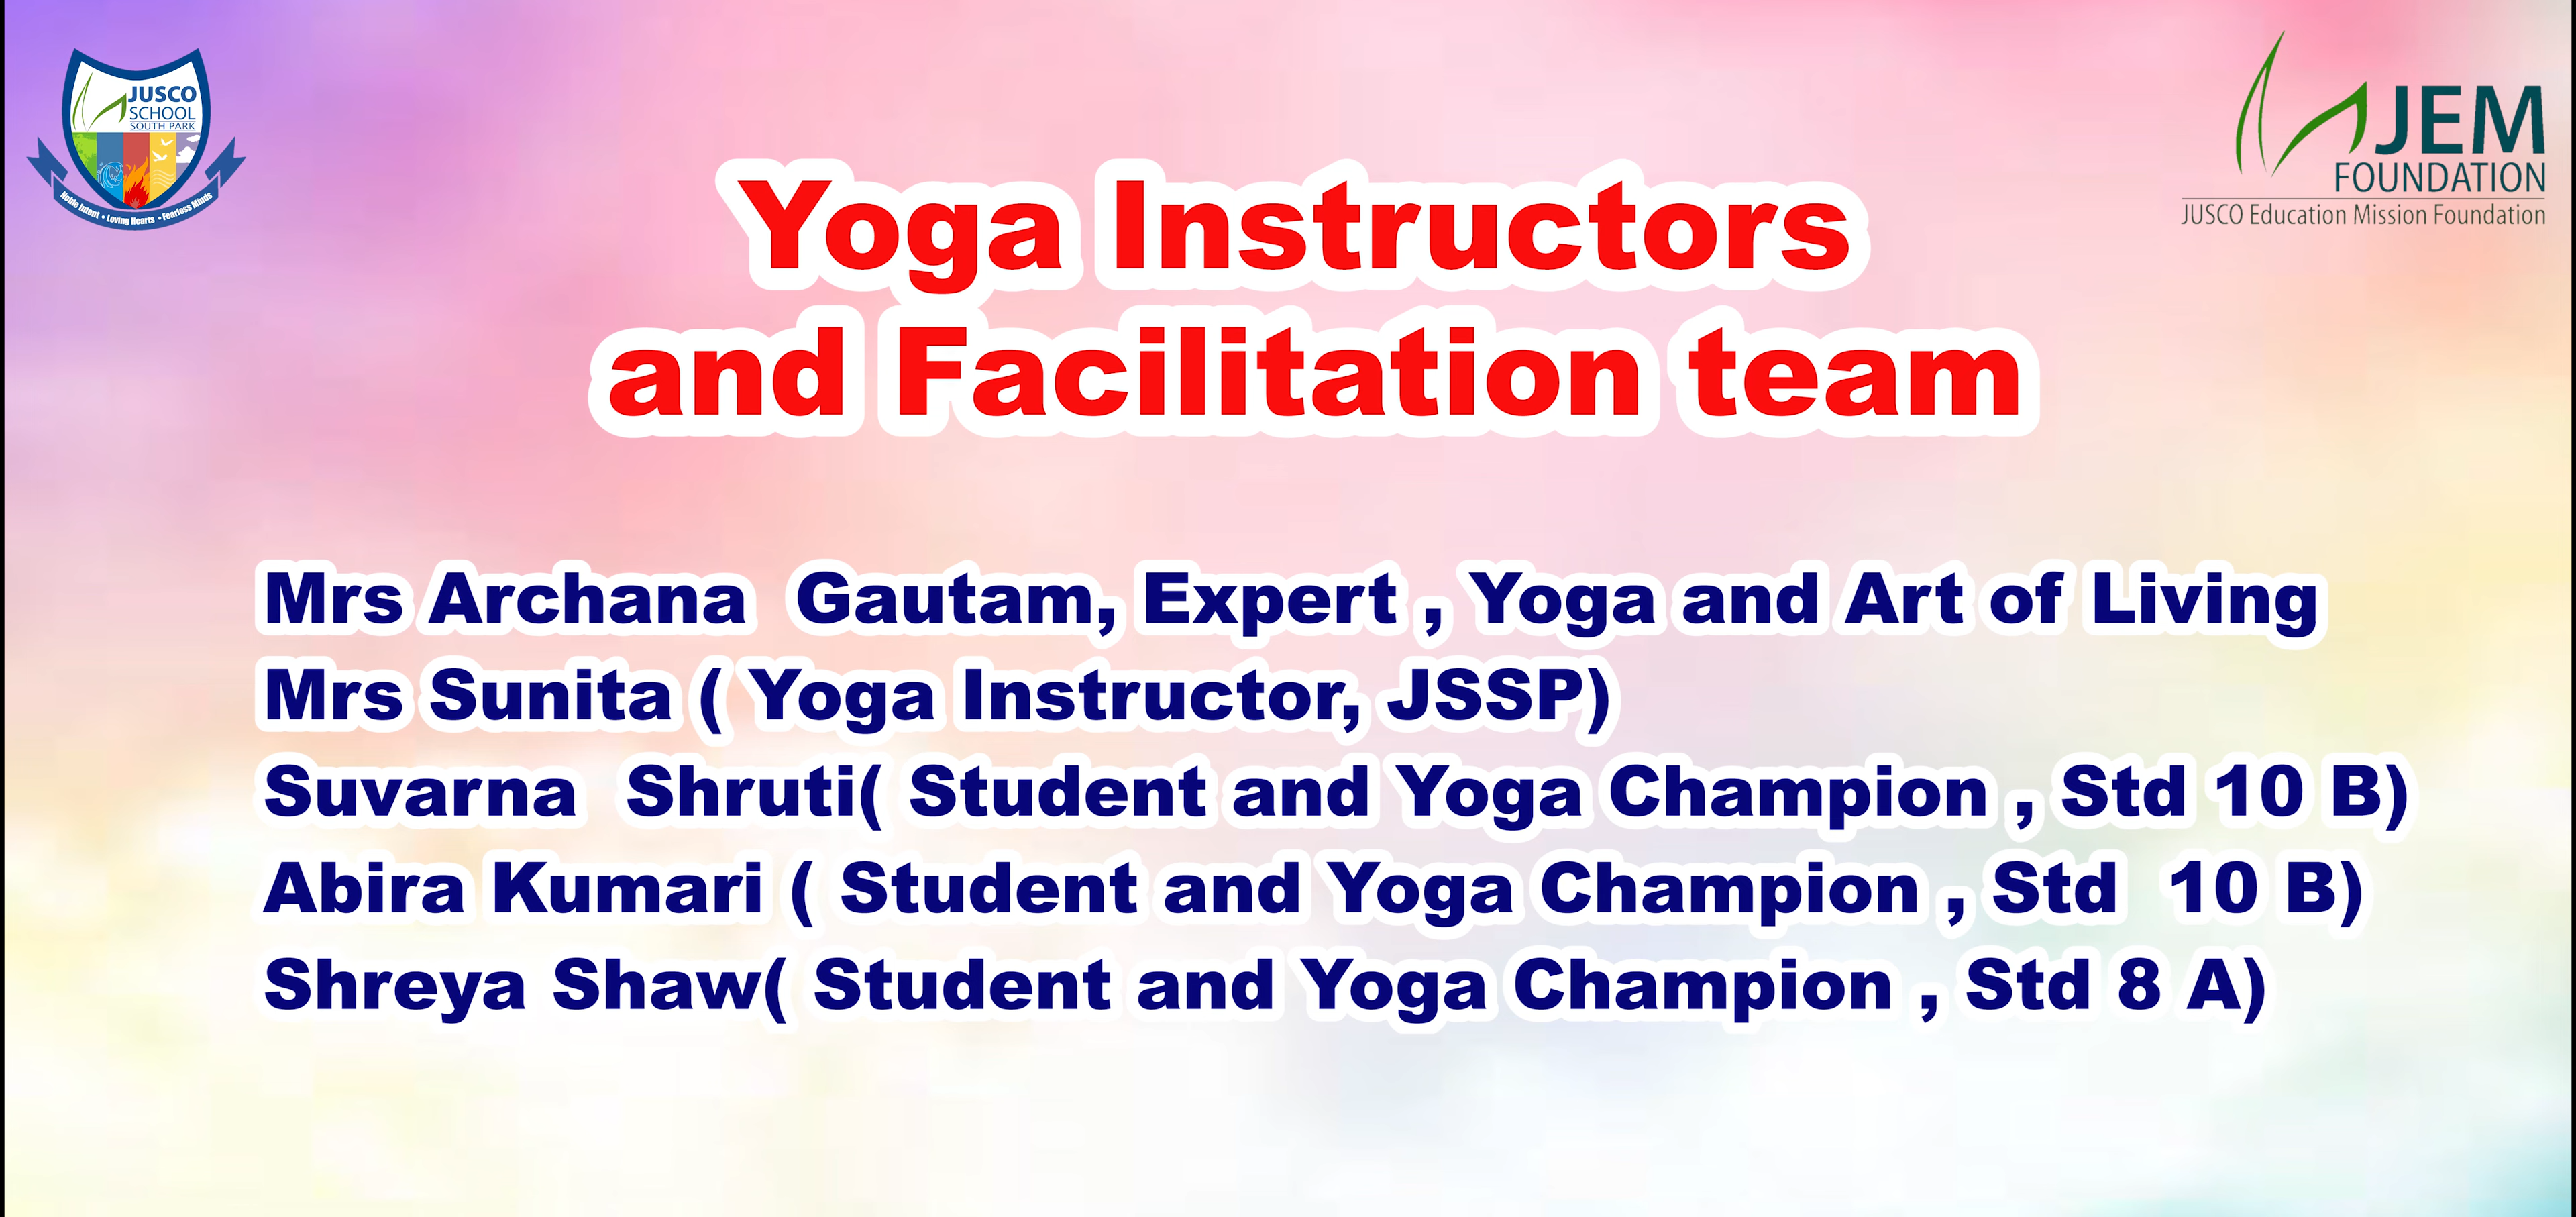 JUSCO
SCHOOL
SOUTH PARK
Noble Intent • Loving Hearts • Fearless Minds
JEM
FOUNDATION
JUSCO Education Mission Foundation
Yoga Instructors
and Facilitation team
Mrs Archana  Gautam, Expert , Yoga and Art of Living
Mrs Sunita ( Yoga Instructor, JSSP)
Suvarna  Shruti( Student and Yoga Champion , Std 10 B)
Abira Kumari ( Student and Yoga Champion , Std  10 B)
Shreya Shaw( Student and Yoga Champion , Std 8 A)